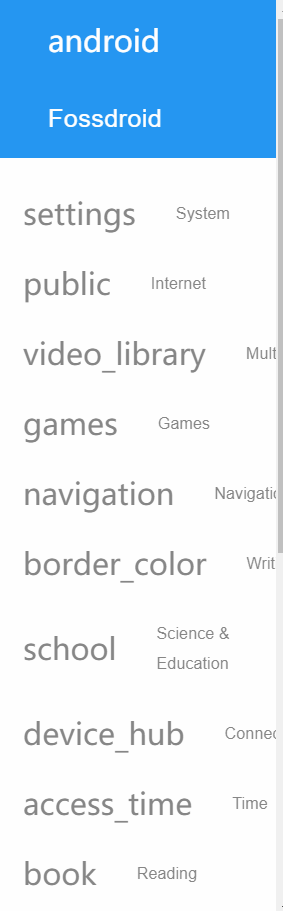 android
Fossdroid
settings System
public Internet
video_library Mult
games Games
navigation Navigatio
border_color Writ
school Science &
Education
device_hub Connec
access_time Time
book Reading